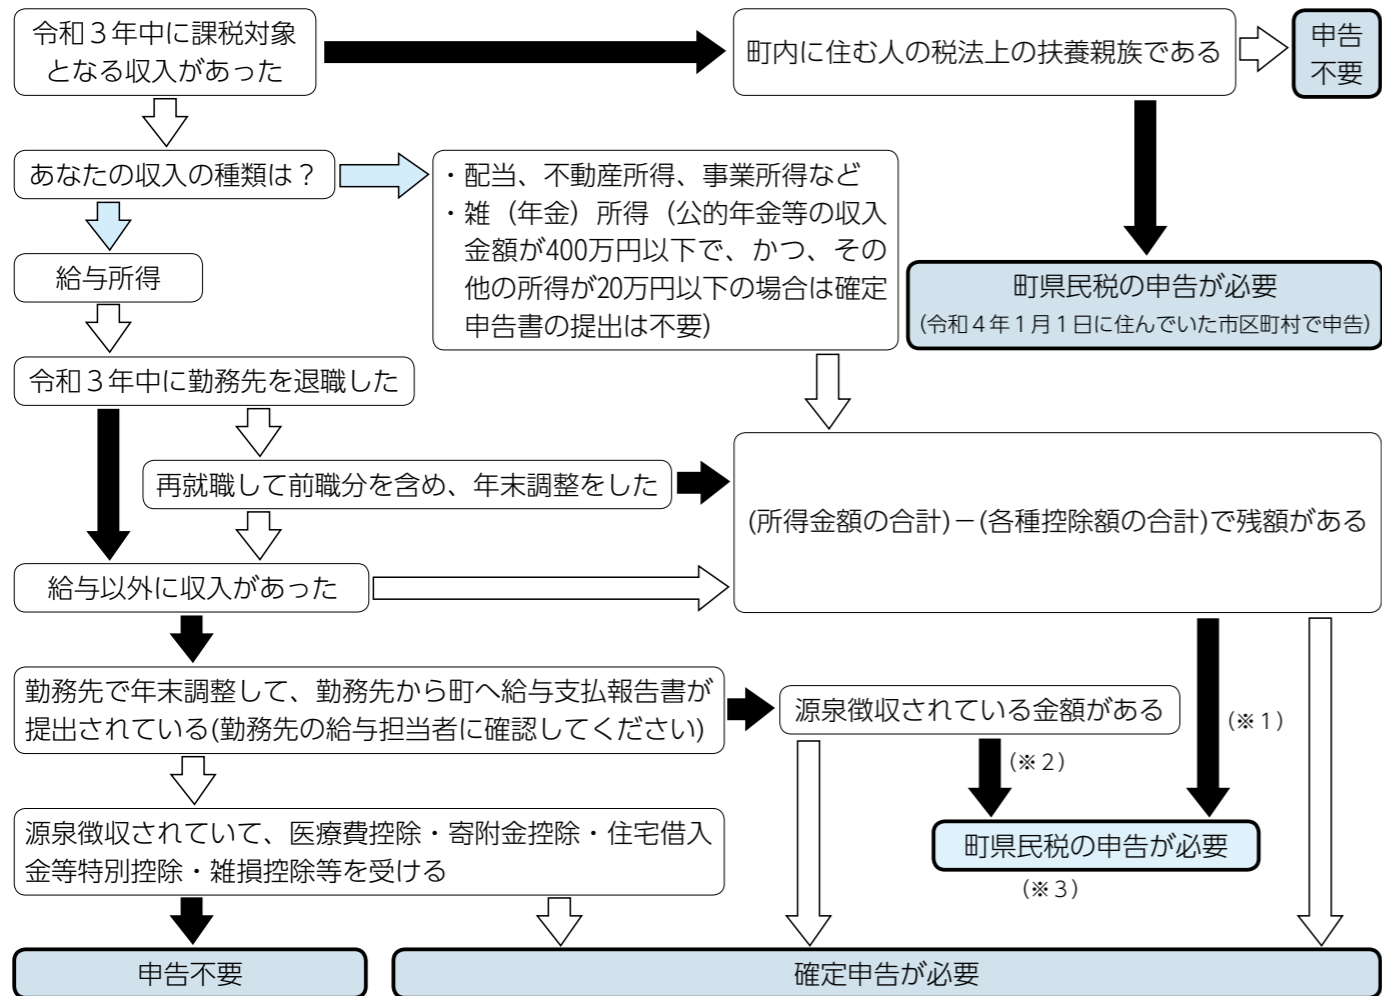 令和３年中に課税対象
となる収入があった
町内に住む人の税法上の扶養親族である
申告
不要
あなたの収入の種類は？
・配当、不動産所得、事業所得など
・雑（年金）所得（公的年金等の収入
金額が400万円以下で、かつ、その
他の所得が20万円以下の場合は確定
申告書の提出は不要）
給与所得
町県民税の申告が必要
(令和４年１月１日に住んでいた市区町村で申告)
令和３年中に勤務先を退職した
再就職して前職分を含め、年末調整をした
(所得金額の合計)－(各種控除額の合計)で残額がある
給与以外に収入があった
勤務先で年末調整して、勤務先から町へ給与支払報告書が
提出されている(勤務先の給与担当者に確認してください)
源泉徴収されている金額がある
(※１)
(※２)
源泉徴収されていて、医療費控除・寄附金控除・住宅借入
金等特別控除・雑損控除等を受ける
町県民税の申告が必要
(※３)
申告不要
確定申告が必要